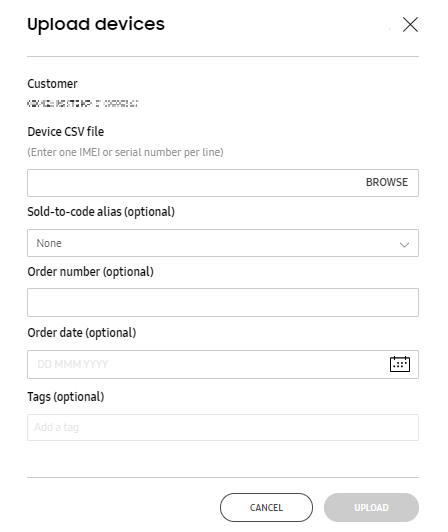 Upload devices
Customer
Device CSV file
(Enter one IMEI or serial number per line)
BROWSE
Sold-to-code alias (optional)
None
Order number (optional)
Order date (optional)
DD MMM YYYY
Tags (optional)
Add a tag
CANCEL
UPLOAD